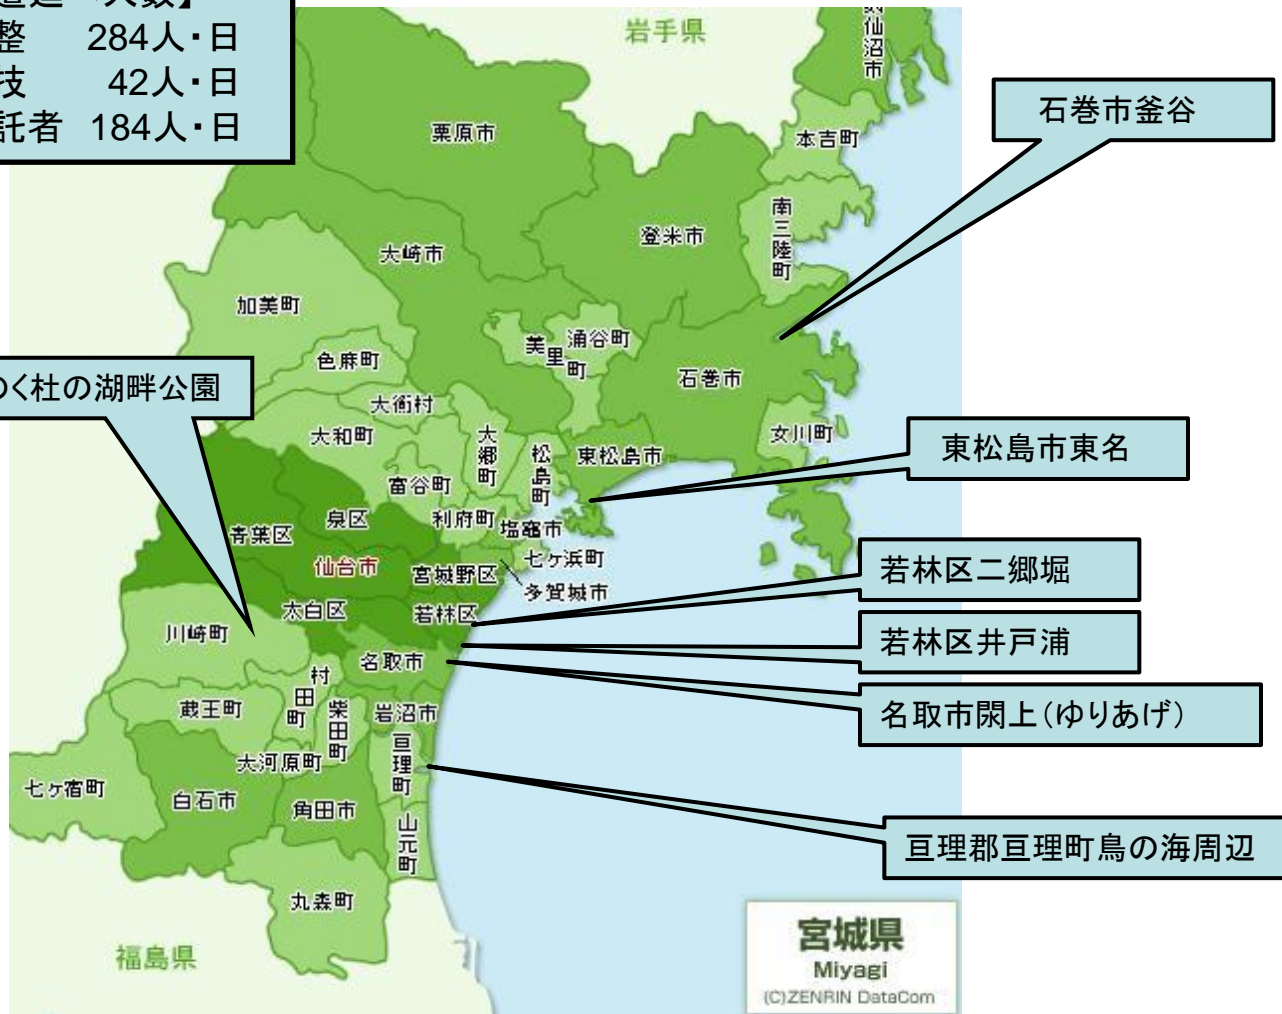 整 284人・日
技 42人・日
託者 184人・日
岩手県
気仙沼市
石巻市釜谷
栗原市
本吉町
南三陸町
登米市
大崎市
加美町
涌谷町
美里町
色麻町
石巻市
つく杜の湖畔公園
大衡村
大和町
大郷町
松島町
東松島市
女川町
東松島市東名
富谷町
利府町
塩竈市
泉区
青葉区
仙台市
宮城野区
七ヶ浜町
多賀城市
若林区二郷堀
太白区
若林区
川崎町
若林区井戸浦
名取市
村田町
蔵王町
柴田町
岩沼市
名取市閖上(ゆりあげ)
大河原町
亘理町
七ヶ宿町
白石市
角田市
山元町
亘理郡亘理町鳥の海周辺
丸森町
福島県
宮城県
Miyagi
(C)ZENRIN DataCom